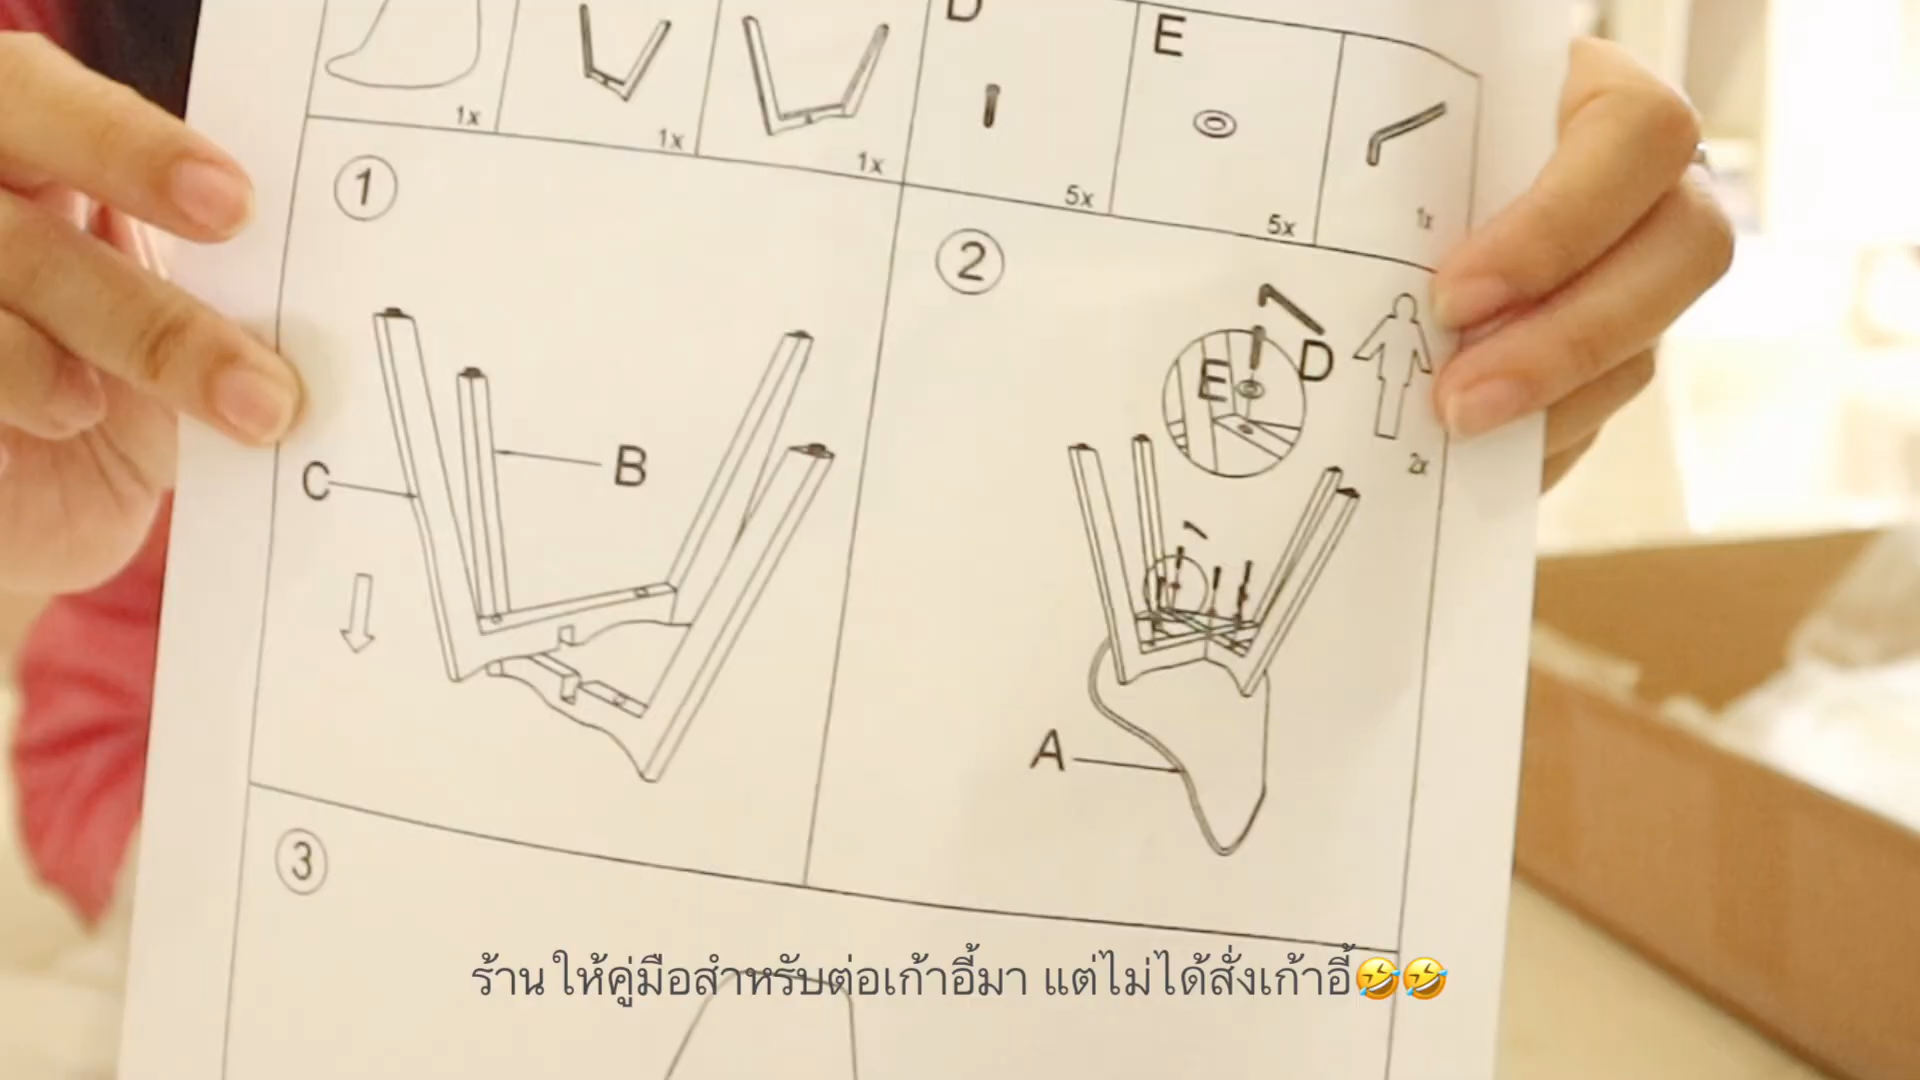 D
E
1x
1x
1x
5x
5x
1x
1
2
D
E
B
C
2x
A
3
ร้าน ให้คู่มือสำหรับต่อเก้าอี้มา แต่ไม่ได้สั่งเก้าอี้🤣🤣